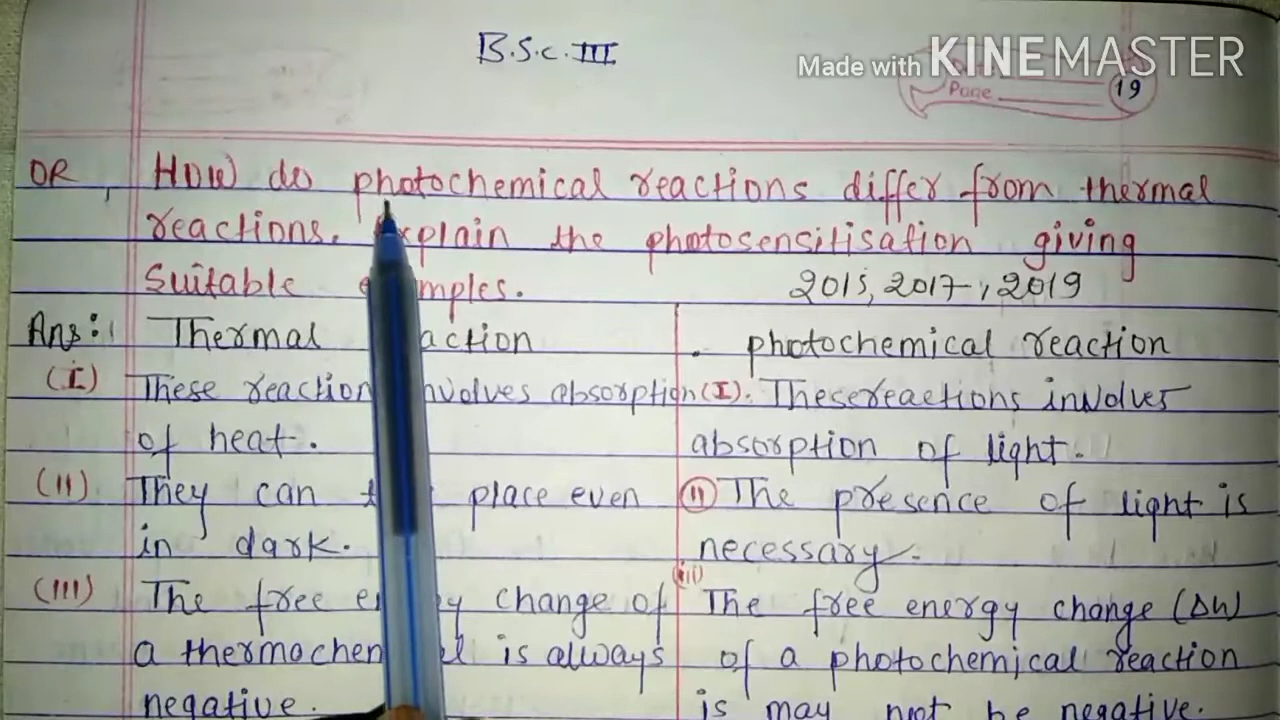 B.S.C. III
Made with KINEMASTER
Page 19
OR, How do photochemical reactions differ from thermal
reactions. explain the photosensitisation giving
Suitable mples. 2015, 2017, 2019
Ans: Thermal action
These reaction nvolves absorption
of heat.
(II) They can place even
in dark.
(III) The free change of
a thermochem is always
negative.
photochemical reaction
(I). These reactions involves
absorption of light.
(II) The presence of light is
necessary.
(iii) The free energy change
of a photochemical reaction
is may not be negative.